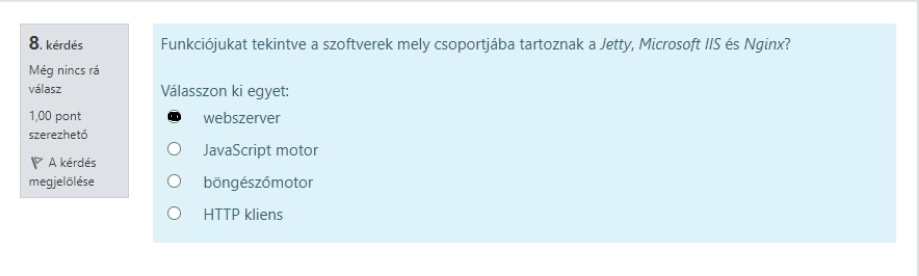 8. kérdés
Még nincs rá
válasz
1,00 pont
szerezhető
A kérdés
megjelölése
Funkciójukat tekintve a szoftverek mely csoportjába tartoznak a Jetty, Microsoft IIS és Nginx?
Válasszon ki egyet:
webszerver
JavaScript motor
böngészőmotor
HTTP kliens